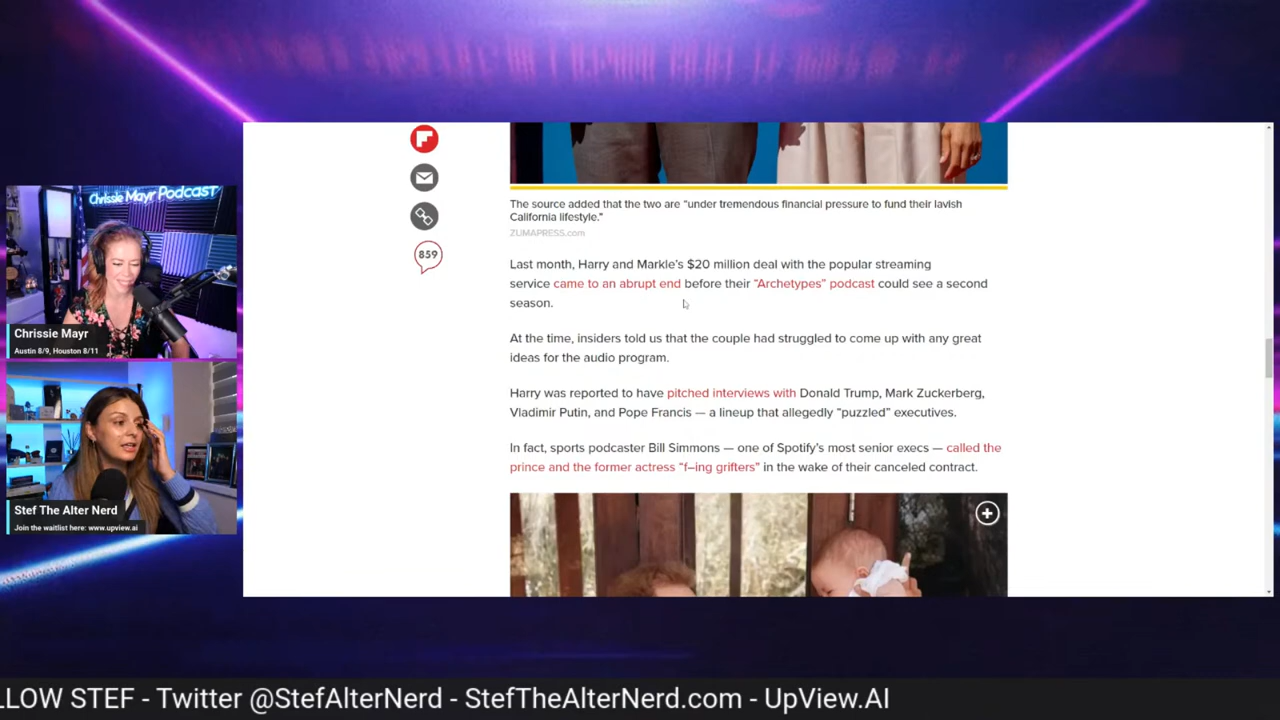 Chrissie Mayr Podcast
Chrissie Mayr
Austin 8/9, Houston 8/11
Stef The Alter Nerd
Join the waitlist here: www.upview.ai
859
The source added that the two are “under tremendous financial pressure to fund their lavish
California lifestyle.”
ZUMAPRESS.com
Last month, Harry and Markle’s $20 million deal with the popular streaming
service came to an abrupt end before their “Archetypes” podcast could see a second
season.
At the time, insiders told us that the couple had struggled to come up with any great
ideas for the audio program.
Harry was reported to have pitched interviews with Donald Trump, Mark Zuckerberg,
Vladimir Putin, and Pope Francis — a lineup that allegedly “puzzled” executives.
In fact, sports podcaster Bill Simmons — one of Spotify’s most senior execs — called the
prince and the former actress “f–ing grifters” in the wake of their canceled contract.
LLOW STEF - Twitter @StefAlterNerd - StefTheAlterNerd.com - UpView.AI